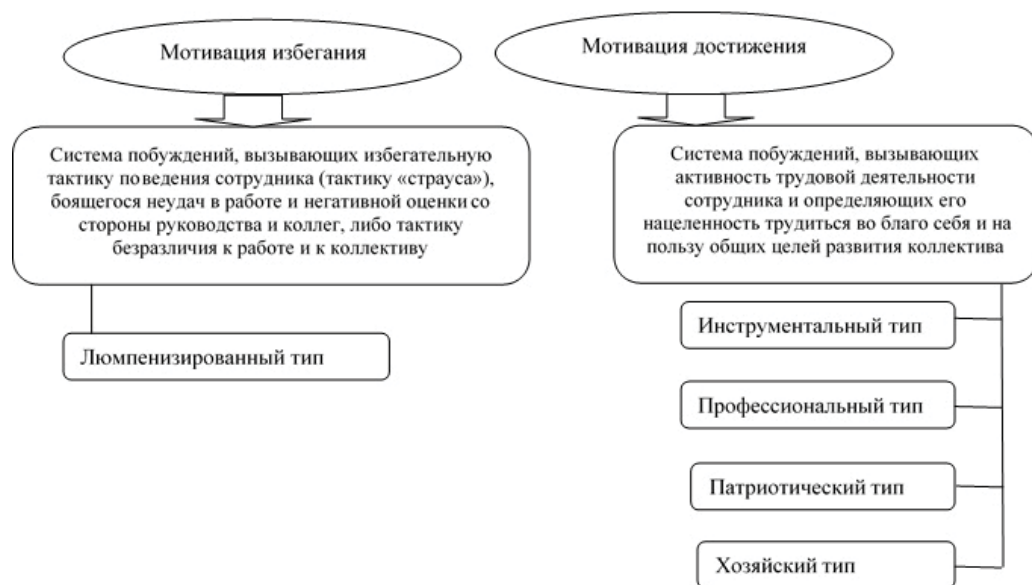 Мотивация избегания
Система побуждений, вызывающих избегательную
тактику поведения сотрудника (тактику «страуса»),
боящегося неудач в работе и негативной оценки со
стороны руководства и коллег, либо тактику
безразличия к работе и к коллективу
Люмпенизированный тип
Мотивация достижения
Система побуждений, вызывающих
активность трудовой деятельности
сотрудника и определяющих его
нацеленность трудиться во благо себя и на
пользу общих целей развития коллектива
Инструментальный тип
Профессиональный тип
Патриотический тип
Хозяйский тип